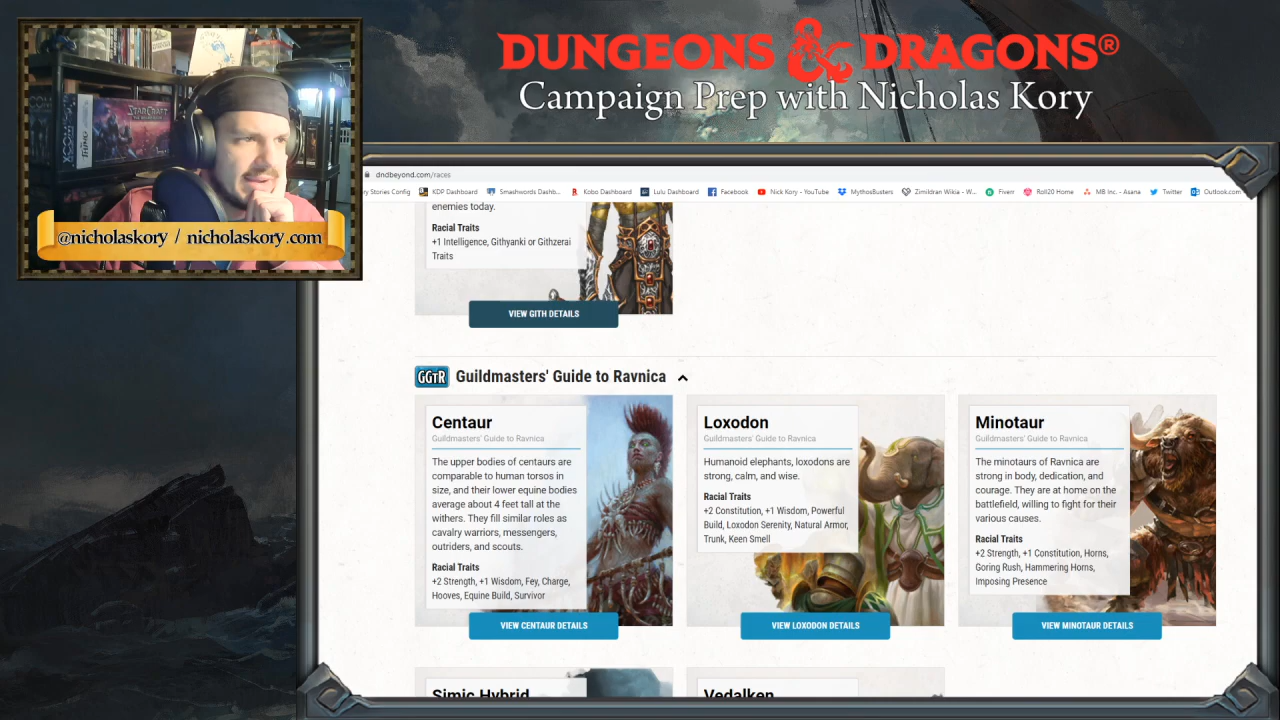 DUNGEONS & DRAGONS®
Campaign Prep with Nicholas Kory
STARCRAFT
THING
@nicholaskory / nicholaskory.com
dndbeyond.com/races
ry Stories Config KDP Dashboard Smashwords Dashb... Kobo Dashboard Lulu Dashboard Facebook Nick Kory - YouTube MythosBusters Zimildran Wikia - W... Fiverr Roll20 Home MB Inc. - Asana Twitter Outlook.com
enemies today.
Racial Traits
+1 Intelligence, Githyanki or Githzerai
Traits
VIEW GITH DETAILS
GGtR Guildmasters' Guide to Ravnica
Centaur
Guildmasters' Guide to Ravnica
The upper bodies of centaurs are
comparable to human torsos in
size, and their lower equine bodies
average about 4 feet tall at the
withers. They fill similar roles as
cavalry warriors, messengers,
outriders, and scouts.
Racial Traits
+2 Strength, +1 Wisdom, Fey, Charge,
Hooves, Equine Build, Survivor
VIEW CENTAUR DETAILS
Loxodon
Guildmasters' Guide to Ravnica
Humanoid elephants, loxodons are
strong, calm, and wise.
Racial Traits
+2 Constitution, +1 Wisdom, Powerful
Build, Loxodon Serenity, Natural Armor,
Trunk, Keen Smell
VIEW LOXODON DETAILS
Minotaur
Guildmasters' Guide to Ravnica
The minotaurs of Ravnica are
strong in body, dedication, and
courage. They are at home on the
battlefield, willing to fight for their
various causes.
Racial Traits
+2 Strength, +1 Constitution, Horns,
Goring Rush, Hammering Horns,
Imposing Presence
VIEW MINOTAUR DETAILS
Simic Hybrid
Vedalken